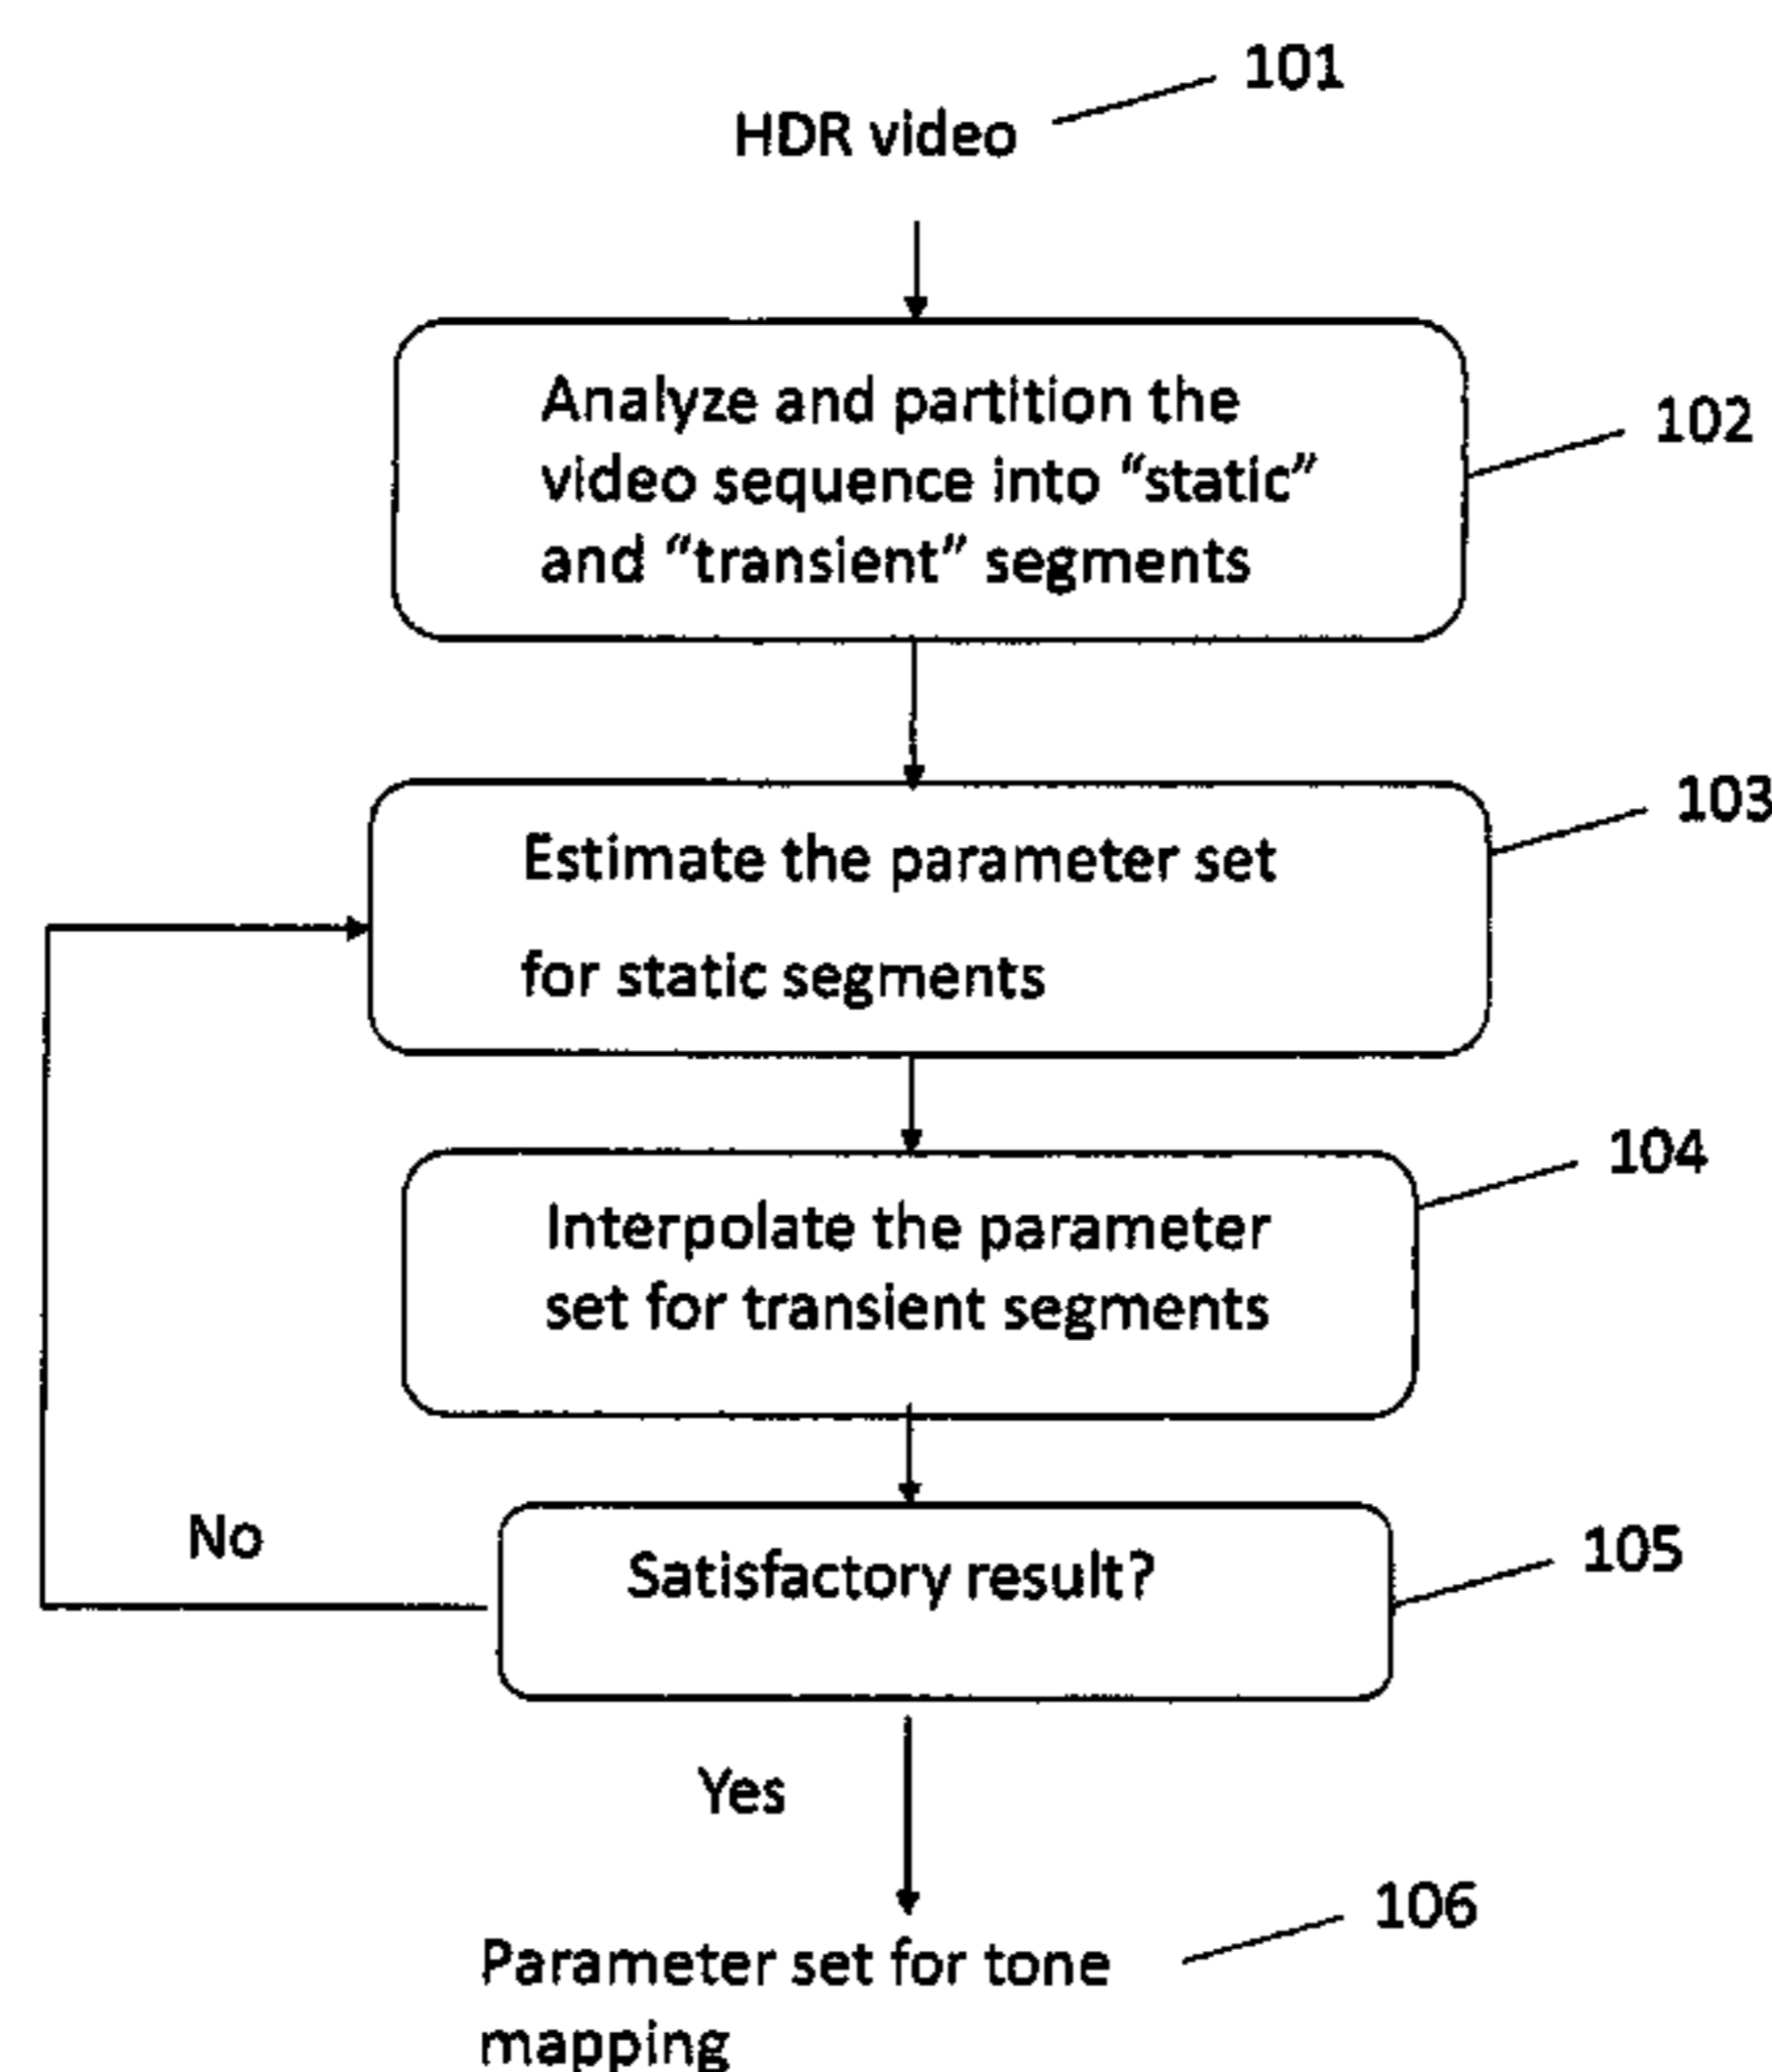 101
HDR video
Analyze and partition the
video sequence into “static”
and “transient” segments
102
Estimate the parameter set
for static segments
103
Interpolate the parameter
set for transient segments
104
Satisfactory result?
105
No
Yes
Parameter set for tone
mapping
106